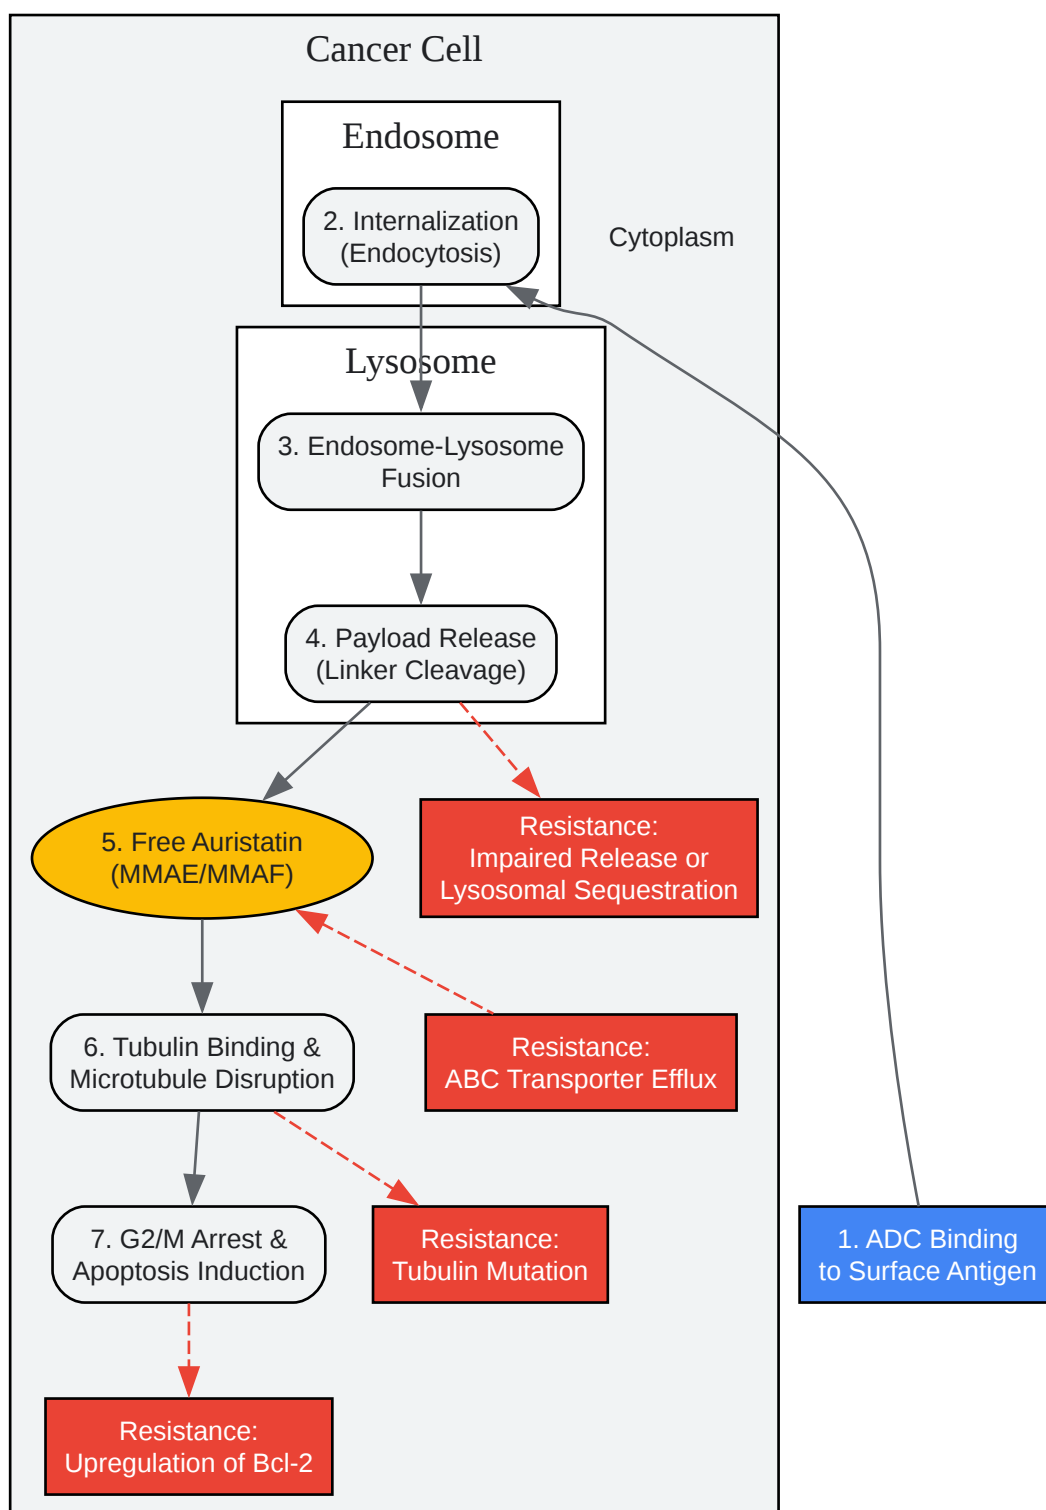 Cancer Cell
Endosome
2. Internalization
(Endocytosis)
Cytoplasm
Lysosome
3. Endosome-Lysosome
Fusion
4. Payload Release
(Linker Cleavage)
5. Free Auristatin
(MMAE/MMAF)
Resistance:
Impaired Release or
Lysosomal Sequestration
6. Tubulin Binding &
Microtubule Disruption
Resistance:
ABC Transporter Efflux
7. G2/M Arrest &
Apoptosis Induction
Resistance:
Tubulin Mutation
1. ADC Binding
to Surface Antigen
Resistance:
Upregulation of Bcl-2